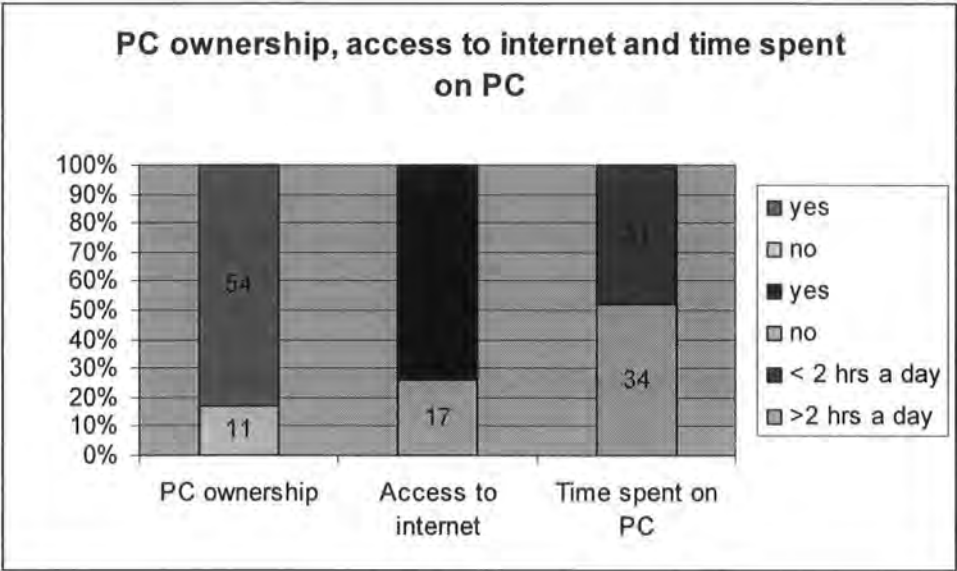 PC ownership, access to internet and time spent
on PC
100%
90%
80%
70%
60%
50%
40%
30%
20%
10%
0%
54
11
17
31
34
PC ownership
Access to
internet
Time spent on
PC
yes
no
yes
no
< 2 hrs a day
>2 hrs a day